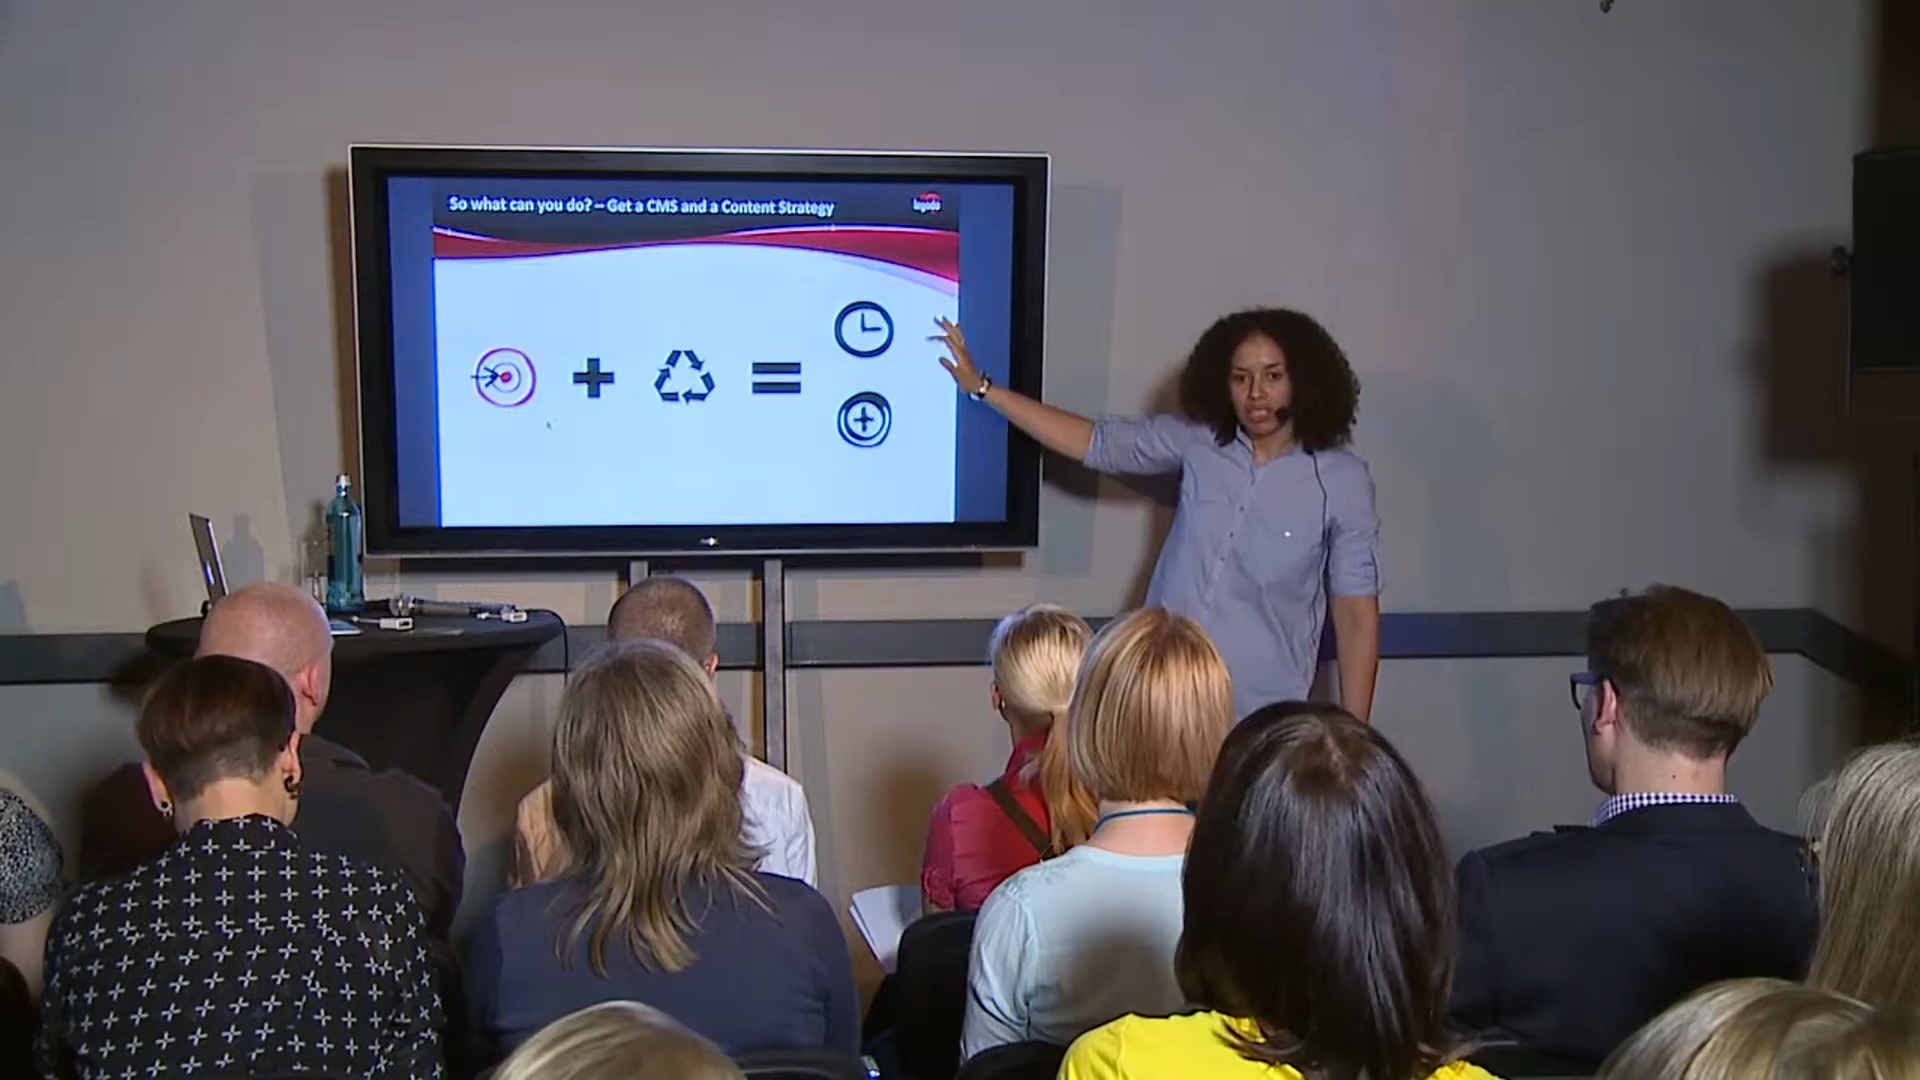 So what can you do? – Get a CMS and a Content Strategy